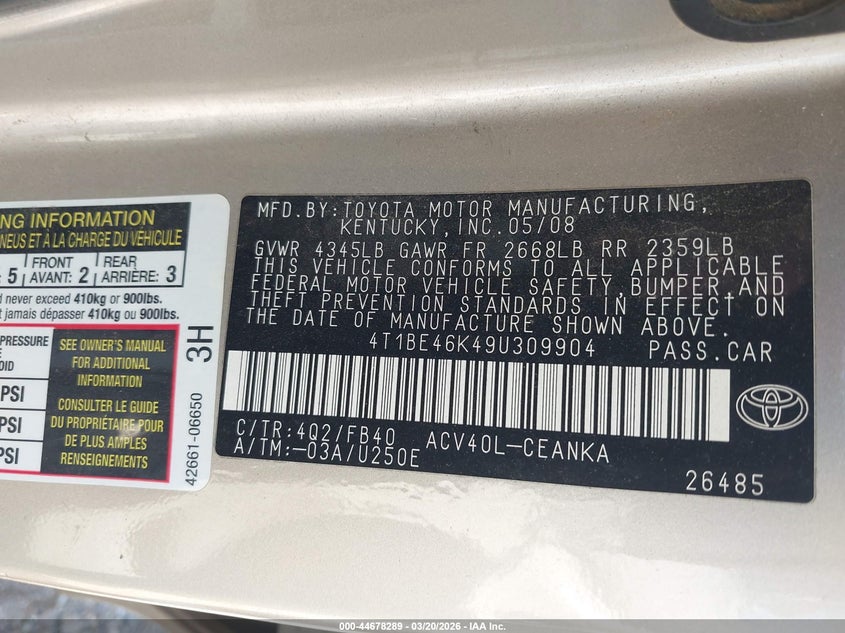 NG INFORMATION
NEUS ET À LA CHARGE DU VÉHICULE
5 FRONT AVANT: 2 REAR ARRIÈRE: 3
d never exceed 410kg or 900lbs.
t jamais dépasser 410kg ou 900lbs.
PRESSURE
OID
PSI
PSI
PSI
SEE OWNER'S MANUAL
FOR ADDITIONAL
INFORMATION
CONSULTER LE GUIDE
DU PROPRIÉTAIRE POUR
DE PLUS AMPLES
RENSEIGNEMENTS
3H
42661-06650
MFD.BY:TOYOTA MOTOR MANUFACTURING,
KENTUCKY,INC.05/08
GVWR 4345LB GAWR FR 2668LB RR 2359LB
THIS VEHICLE CONFORMS TO ALL APPLICABLE
FEDERAL MOTOR VEHICLE SAFETY,BUMPER,AND
THEFT PREVENTION STANDARDS IN EFFECT ON
THE DATE OF MANUFACTURE SHOWN ABOVE.
4T1BE46K49U309904 PASS.CAR
C/TR:4Q2/FB40 ACV40L-CEANKA
A/TM:-03A/U250E
26485
000-44678289 - 03/20/2026 - IAA Inc.